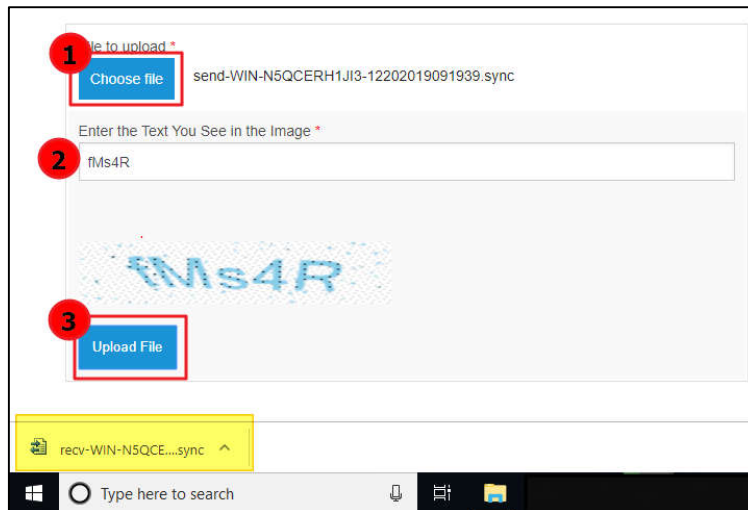 1
File to upload *
Choose file send-WIN-N5QCERH1JI3-12202019091939.sync
Enter the Text You See in the Image *
2
fMs4R
fMs4R
3
Upload File
recv-WIN-N5QCE....sync
Type here to search